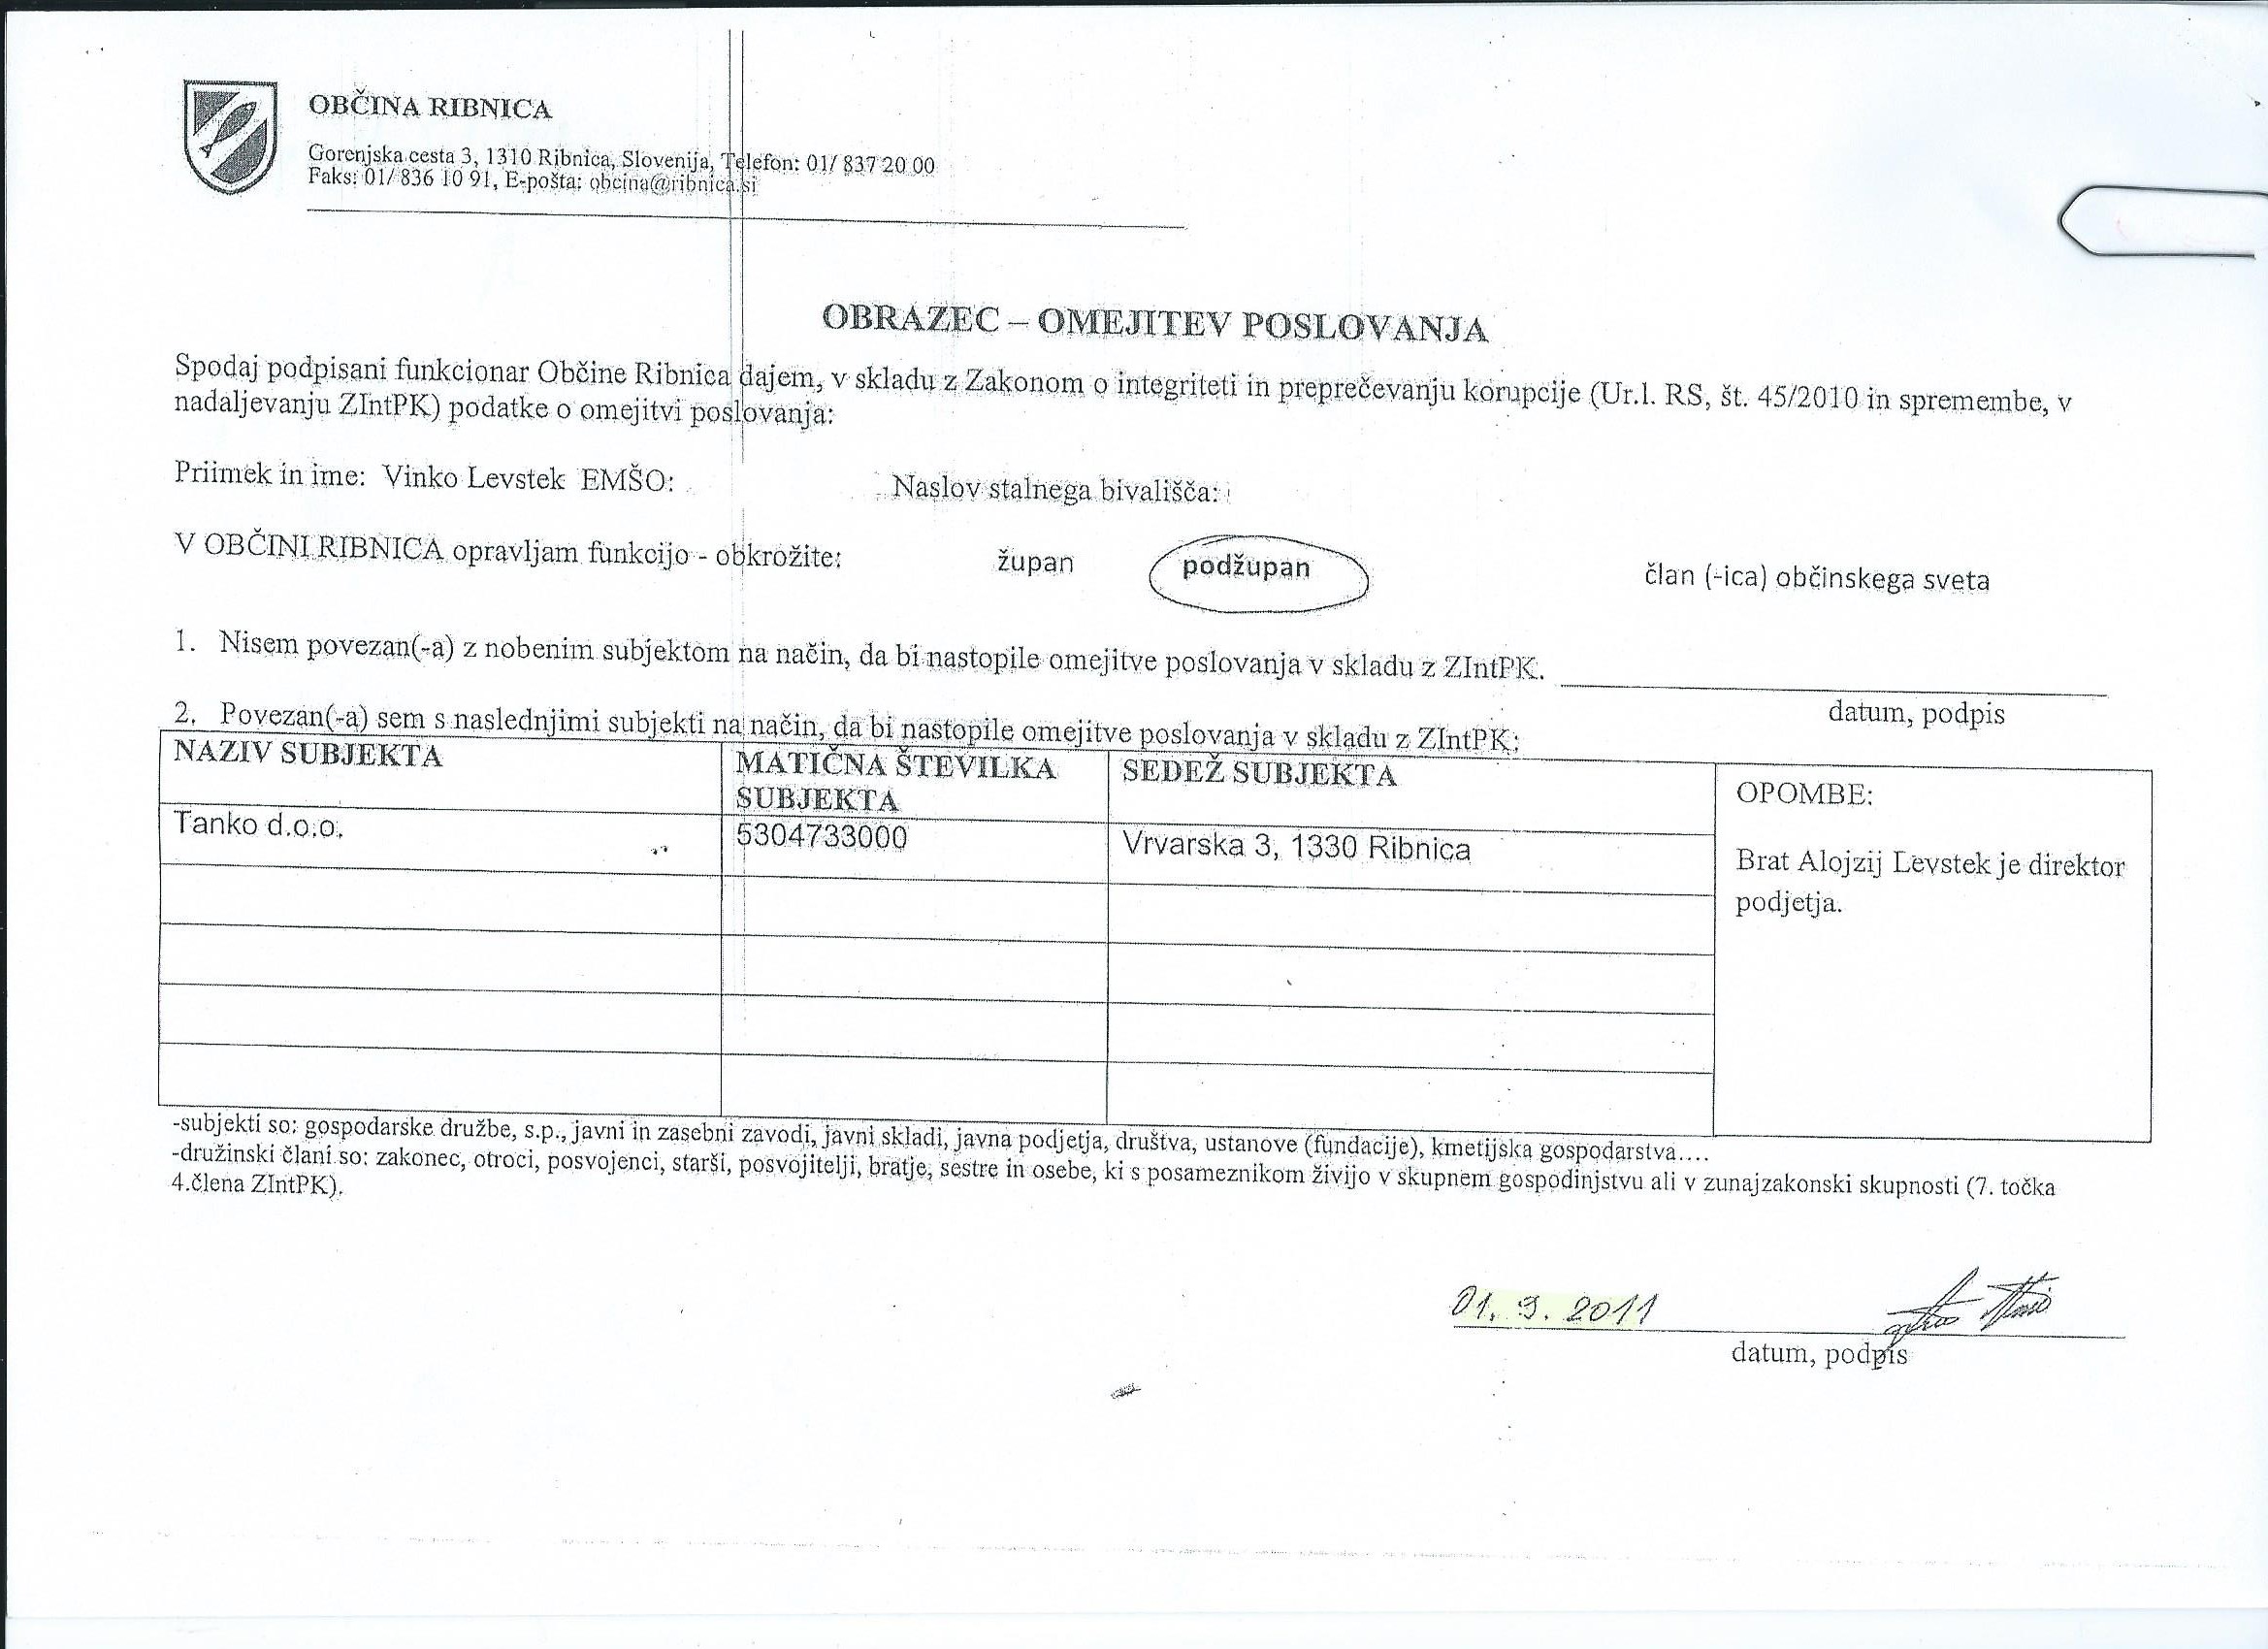 OBČINA RIBNICA
Gorenjska cesta 3, 1310 Ribnica, Slovenija, Telefon: 01/ 837 20 00
Faks: 01/ 836 10 91, E-pošta: obcina@ribnica.si
OBRAZEC – OMEJITEV POSLOVANJA
Spodaj podpisani funkcionar Občine Ribnica dajem, v skladu z Zakonom o integriteti in preprečevanju korupcije (Ur.l. RS, št. 45/2010 in spremembe, v
nadaljevanju ZIntPK) podatke o omejitvi poslovanja:
Priimek in ime: Vinko Levstek EMŠO: Naslov stalnega bivališča:
V OBČINI RIBNICA opravljam funkcijo - obkrožite: župan podžupan član (-ica) občinskega sveta
1. Nisem povezan(-a) z nobenim subjektom na način, da bi nastopile omejitve poslovanja v skladu z ZIntPK.
datum, podpis
2. Povezan(-a) sem s naslednjimi subjekti na način, da bi nastopile omejitve poslovanja v skladu z ZIntPK:
NAZIV SUBJEKTA
MATIČNA ŠTEVILKA
SUBJEKTA
SEDEŽ SUBJEKTA
OPOMBE:
Tanko d.o.o.
5304733000
Vrvarska 3, 1330 Ribnica
Brat Alojzij Levstek je direktor
podjetja.
-subjekti so: gospodarske družbe, s.p., javni in zasebni zavodi, javni skladi, javna podjetja, društva, ustanove (fundacije), kmetijska gospodarstva....
-družinski člani so: zakonec, otroci, posvojenci, starši, posvojitelji, bratje, sestre in osebe, ki s posameznikom živijo v skupnem gospodinjstvu ali v zunajzakonski skupnosti (7. točka
4.člena ZIntPK).
01. 9. 2011
datum, podpis